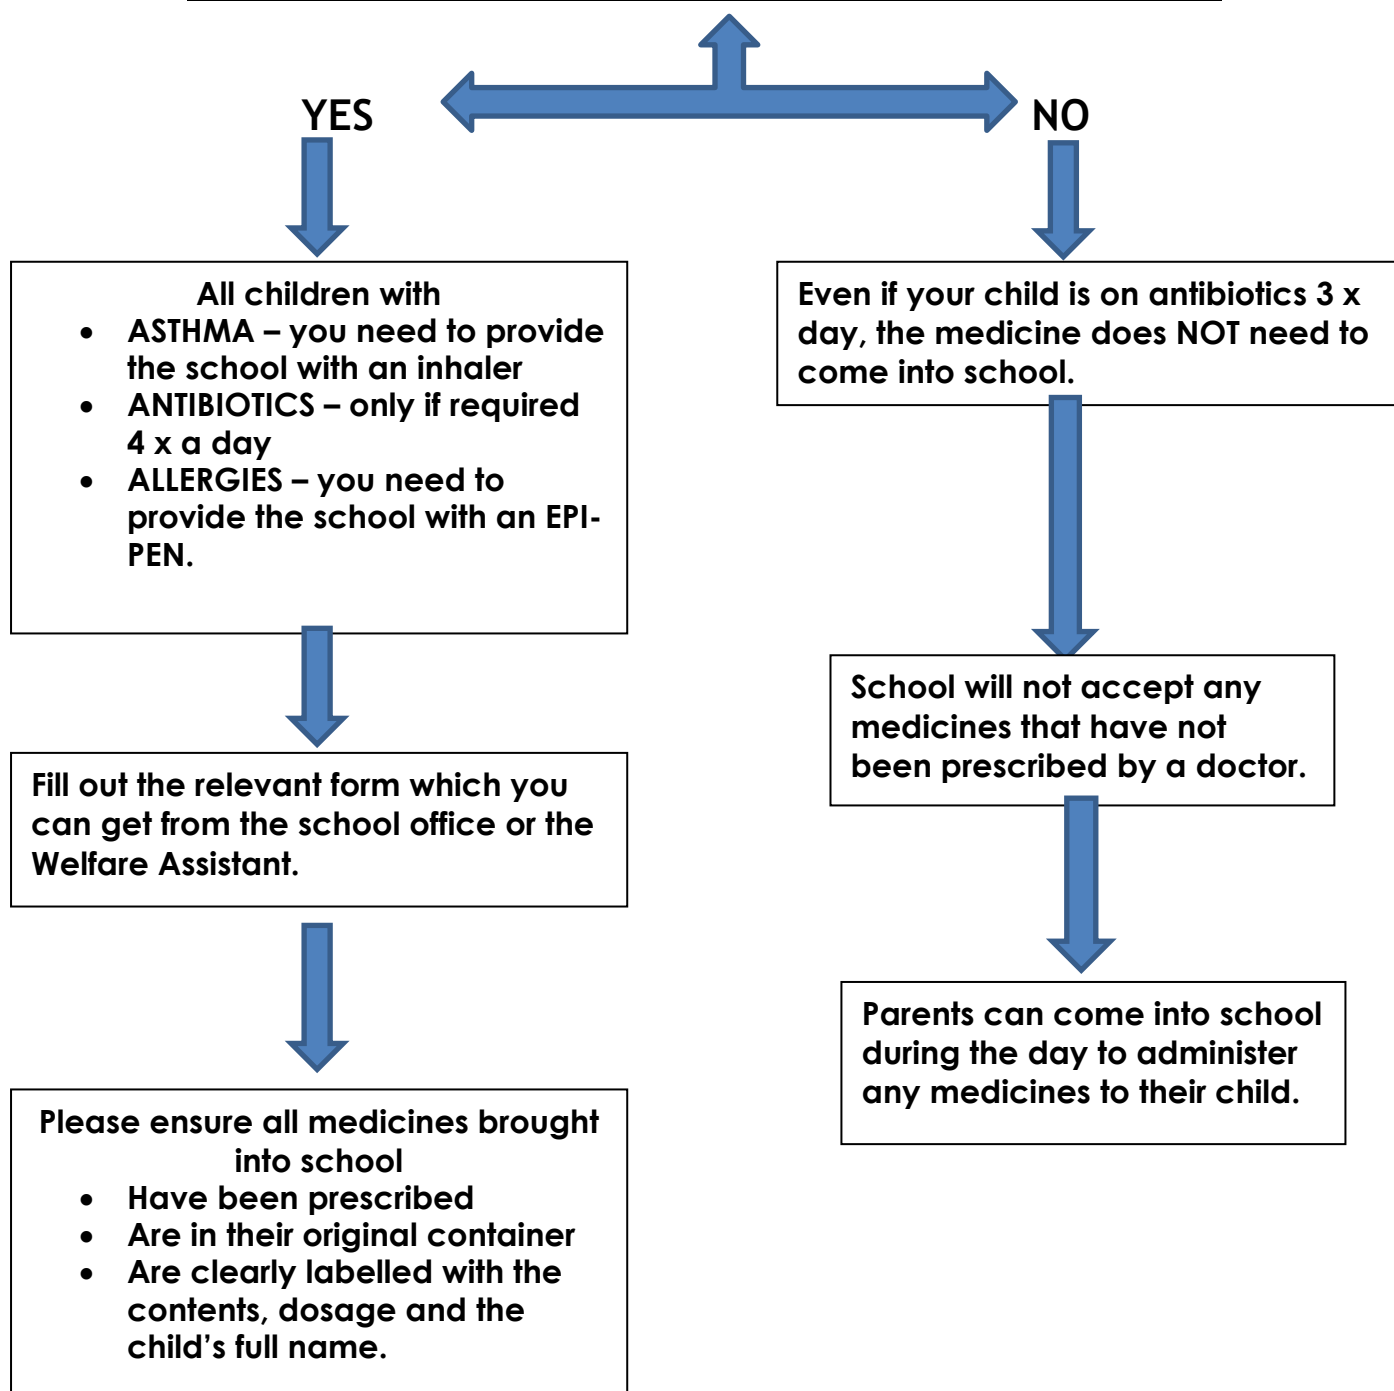 YES
NO
All children with
• ASTHMA – you need to provide
the school with an inhaler
• ANTIBIOTICS – only if required
4 x a day
• ALLERGIES – you need to
provide the school with an EPI-
PEN.
Fill out the relevant form which you
can get from the school office or the
Welfare Assistant.
Please ensure all medicines brought
into school
• Have been prescribed
• Are in their original container
• Are clearly labelled with the
contents, dosage and the
child’s full name.
Even if your child is on antibiotics 3 x
day, the medicine does NOT need to
come into school.
School will not accept any
medicines that have not
been prescribed by a doctor.
Parents can come into school
during the day to administer
any medicines to their child.